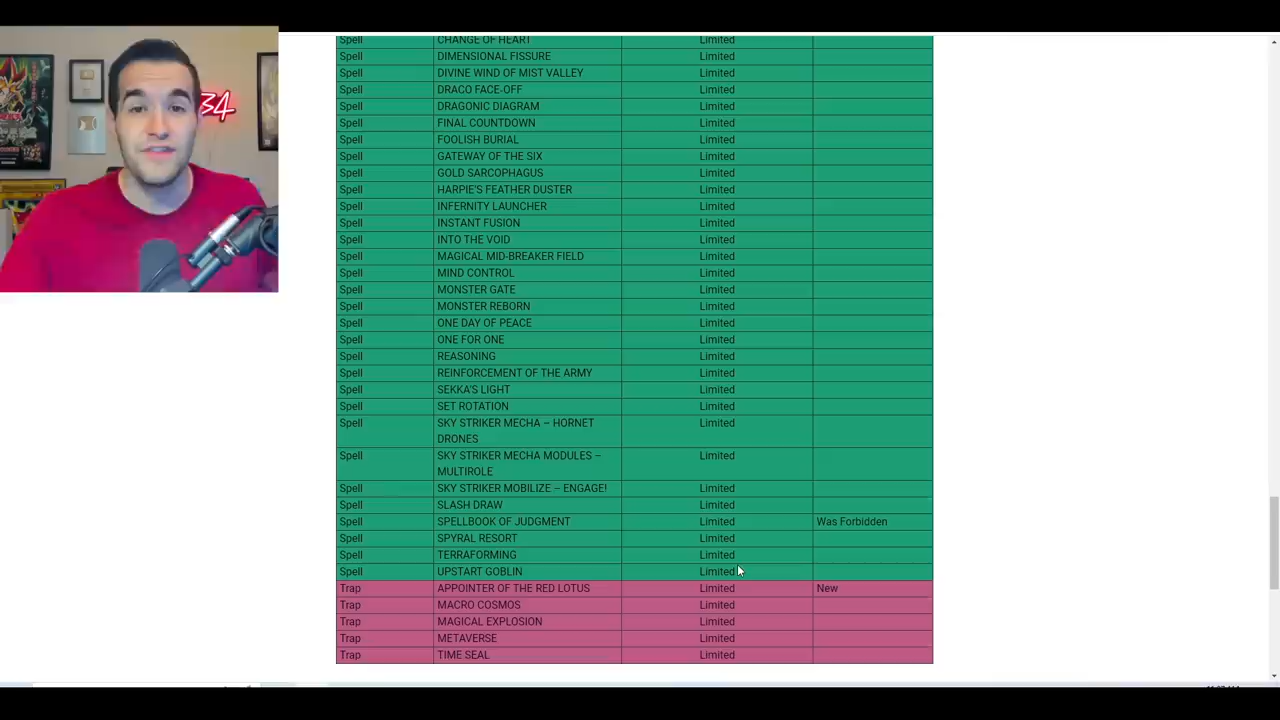 34
Spell CHANGE OF HEART Limited
Spell DIMENSIONAL FISSURE Limited
Spell DIVINE WIND OF MIST VALLEY Limited
Spell DRACO FACE-OFF Limited
Spell DRAGONIC DIAGRAM Limited
Spell FINAL COUNTDOWN Limited
Spell FOOLISH BURIAL Limited
Spell GATEWAY OF THE SIX Limited
Spell GOLD SARCOPHAGUS Limited
Spell HARPIE'S FEATHER DUSTER Limited
Spell INFERNITY LAUNCHER Limited
Spell INSTANT FUSION Limited
Spell INTO THE VOID Limited
Spell MAGICAL MID-BREAKER FIELD Limited
Spell MIND CONTROL Limited
Spell MONSTER GATE Limited
Spell MONSTER REBORN Limited
Spell ONE DAY OF PEACE Limited
Spell ONE FOR ONE Limited
Spell REASONING Limited
Spell REINFORCEMENT OF THE ARMY Limited
Spell SEKKA'S LIGHT Limited
Spell SET ROTATION Limited
Spell SKY STRIKER MECHA – HORNET Limited
DRONES
Spell SKY STRIKER MECHA MODULES – Limited
MULTIROLE
Spell SKY STRIKER MOBILIZE – ENGAGE! Limited
Spell SLASH DRAW Limited
Spell SPELLBOOK OF JUDGMENT Limited Was Forbidden
Spell SPYRAL RESORT Limited
Spell TERRAFORMING Limited
Spell UPSTART GOBLIN Limited
Trap APPOINTER OF THE RED LOTUS Limited New
Trap MACRO COSMOS Limited
Trap MAGICAL EXPLOSION Limited
Trap METAVERSE Limited
Trap TIME SEAL Limited